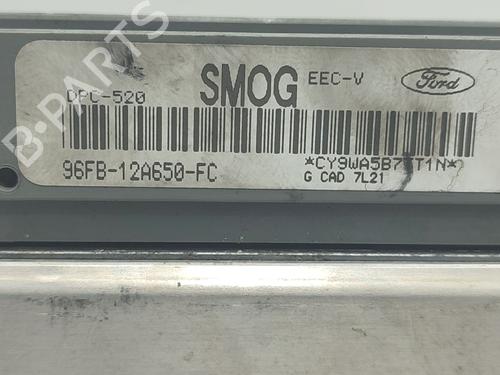 SMOG EEC-V Ford
DPC-520
96FB-12A650-FC
G CAD 7L21
B-PARTS